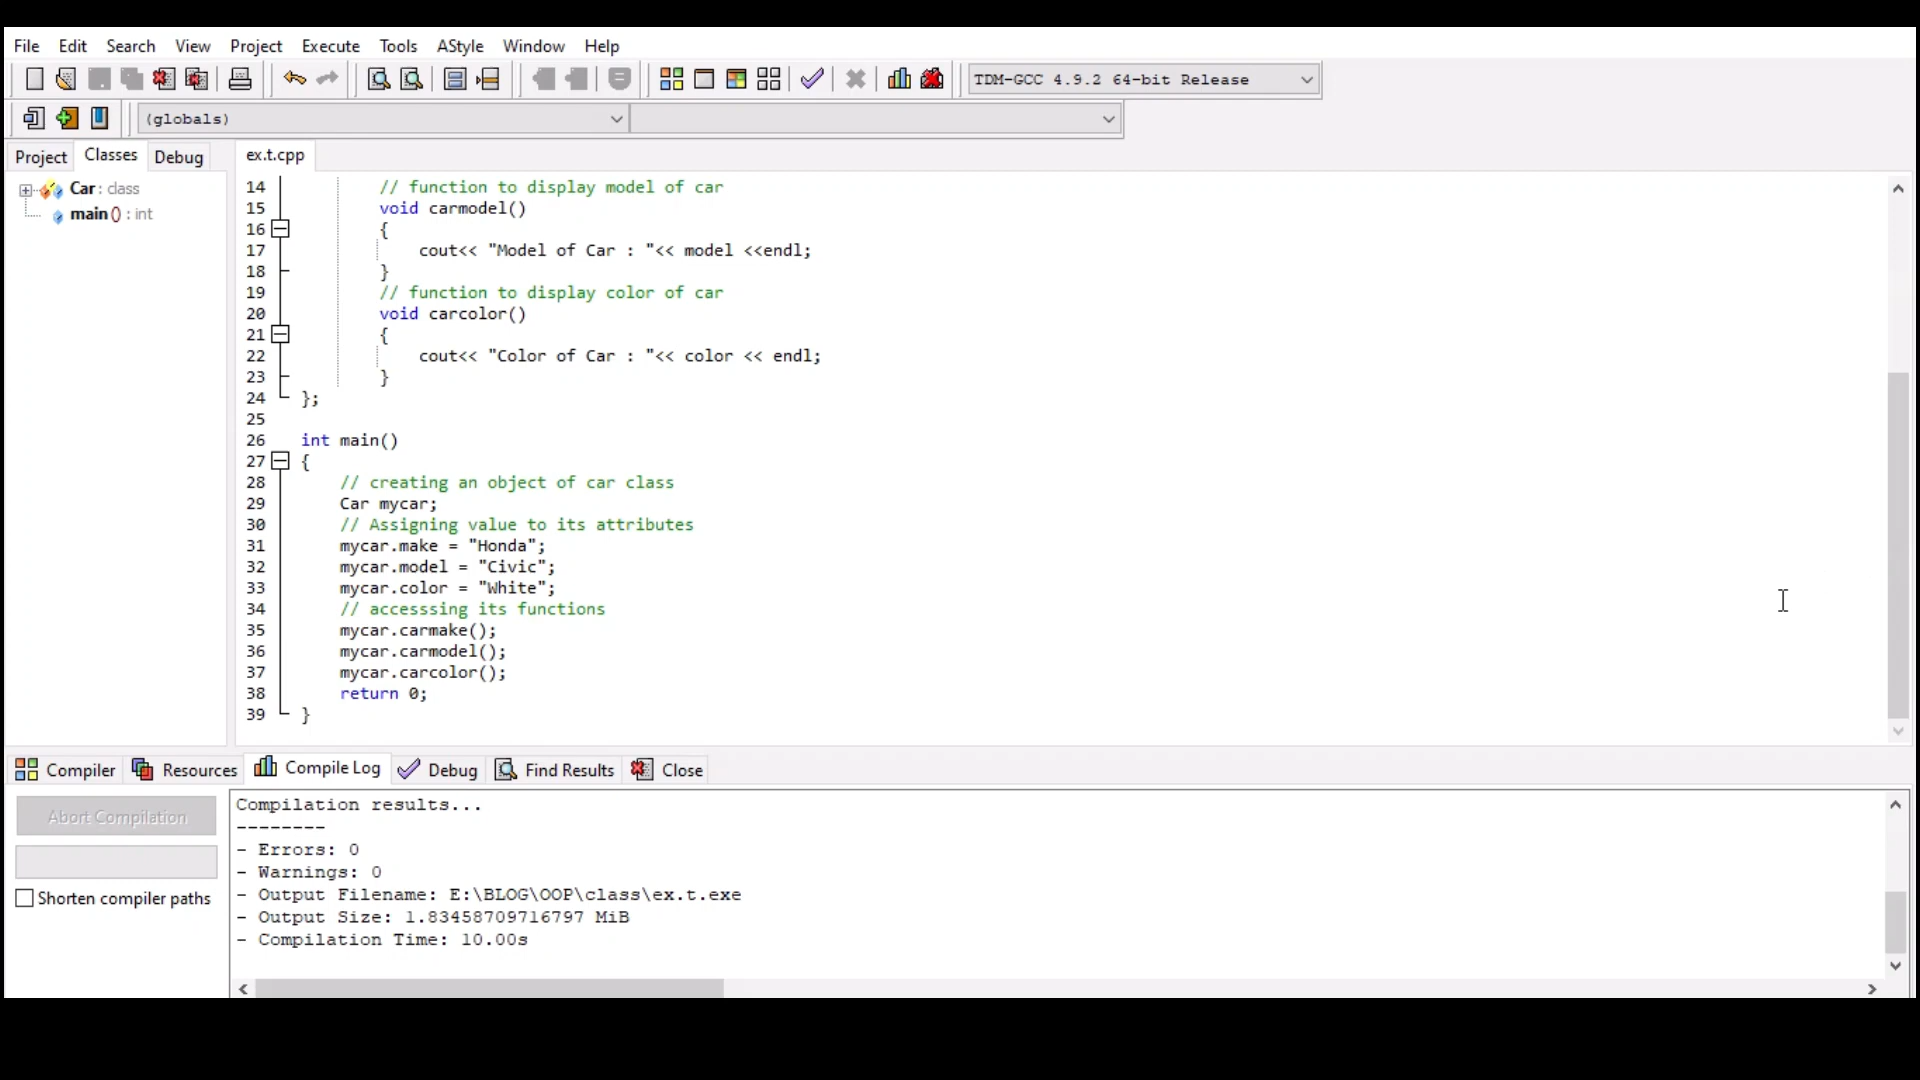 File Edit Search View Project Execute Tools AStyle Window Help
TDM-GCC 4.9.2 64-bit Release
(globals)
Project Classes Debug
ex.t.cpp
Car : class
main () : int
14 // function to display model of car
15 void carmodel()
16 {
17 cout<< "Model of Car : "<< model <<endl;
18 }
19 // function to display color of car
20 void carcolor()
21 {
22 cout<< "Color of Car : "<< color << endl;
23 }
24 };
25
26 int main()
27 {
28 // creating an object of car class
29 Car mycar;
30 // Assigning value to its attributes
31 mycar.make = "Honda";
32 mycar.model = "Civic";
33 mycar.color = "White";
34 // accesssing its functions
35 mycar.carmake();
36 mycar.carmodel();
37 mycar.carcolor();
38 return 0;
39 }
Compiler Resources Compile Log Debug Find Results Close
Abort Compilation
Shorten compiler paths
Compilation results...
--------
- Errors: 0
- Warnings: 0
- Output Filename: E:\BLOG\OOP\class\ex.t.exe
- Output Size: 1.83458709716797 MiB
- Compilation Time: 10.00s